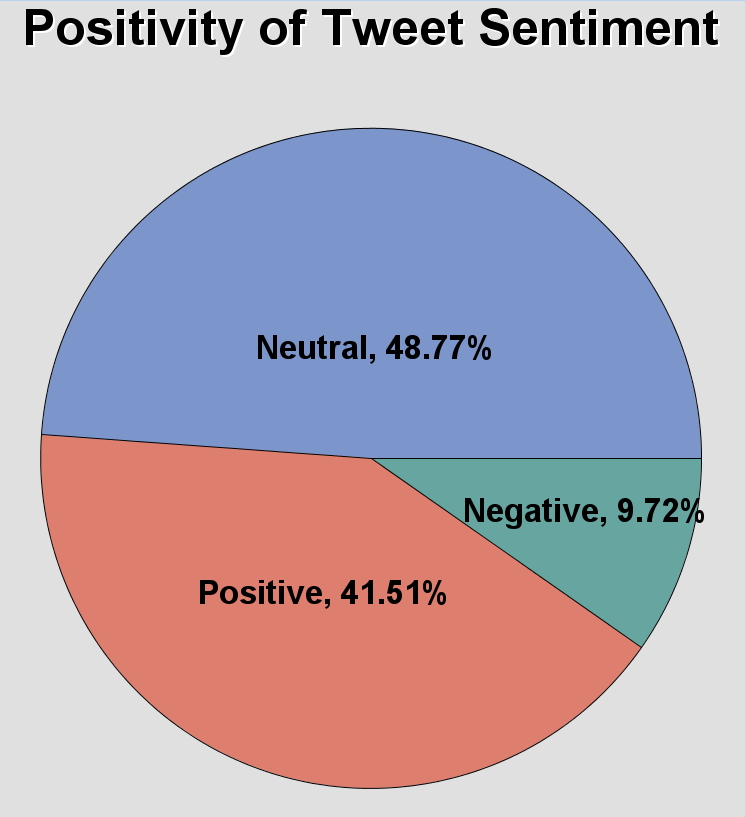 Positivity of Tweet Sentiment
Neutral, 48.77%
Negative, 9.72%
Positive, 41.51%